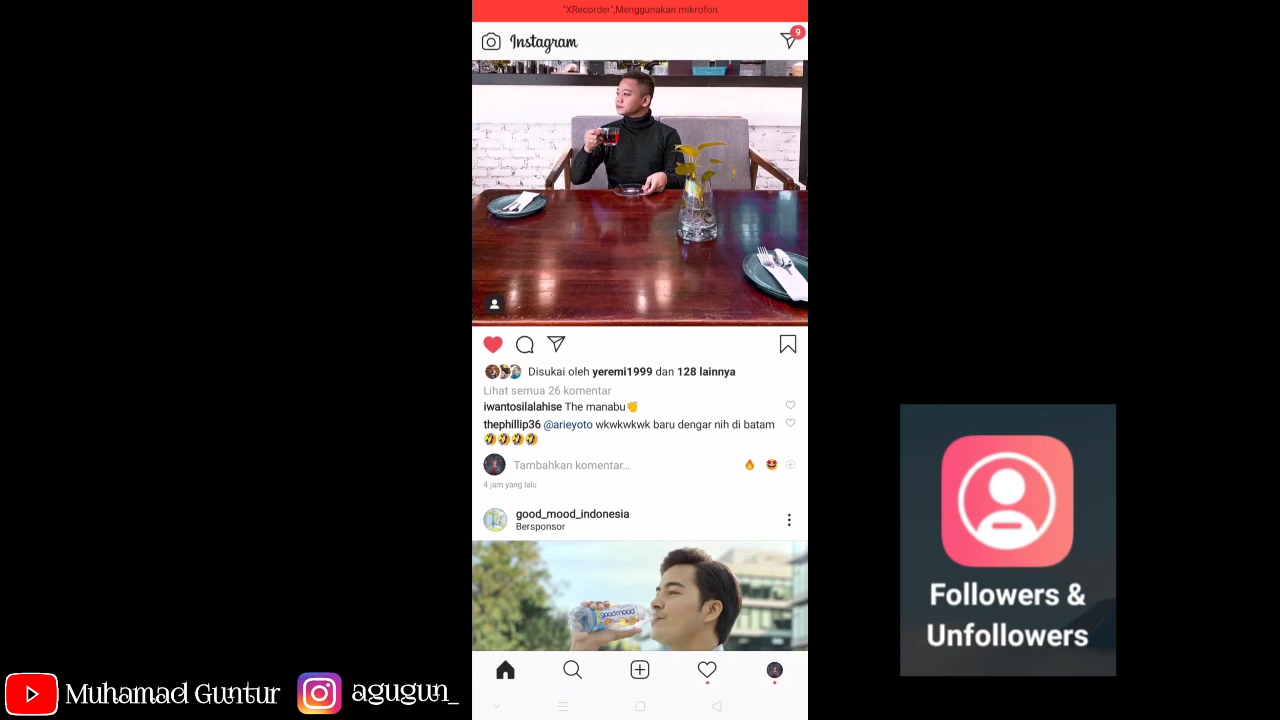 "XRecorder",Menggunakan mikrofon
Instagram
9
Disukai oleh yeremi1999 dan 128 lainnya
Lihat semua 26 komentar
iwantosilalahise The manabu👏
thephillip36 @arieyoto wkwkwkwk baru dengar nih di batam
🤣🤣🤣🤣
Tambahkan komentar...
4 jam yang lalu
good_mood_indonesia
Bersponsor
goodmood
Followers &
Unfollowers
Muhamad Guntur
agugun_